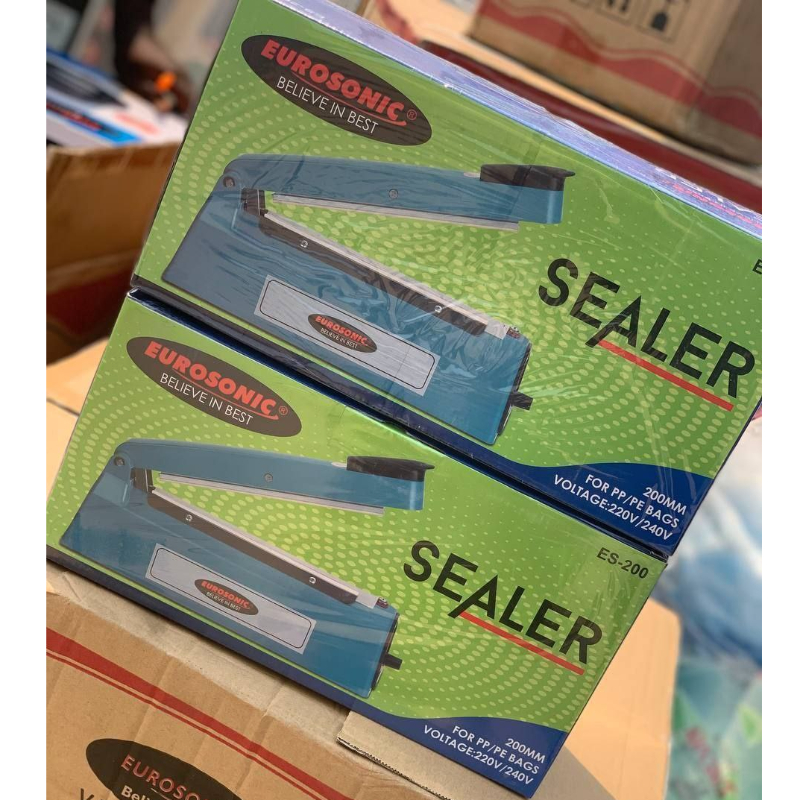 EUROSONIC®
BELIEVE IN BEST
EUROSONIC
BELIEVE IN BEST
SEALER
200MM
FOR PP/PE BAGS
VOLTAGE:220V/240V
EUROSONIC®
BELIEVE IN BEST
ES-200
EUROSONIC
BELIEVE IN BEST
SEALER
200MM
FOR PP/PE BAGS
VOLTAGE:220V/240V